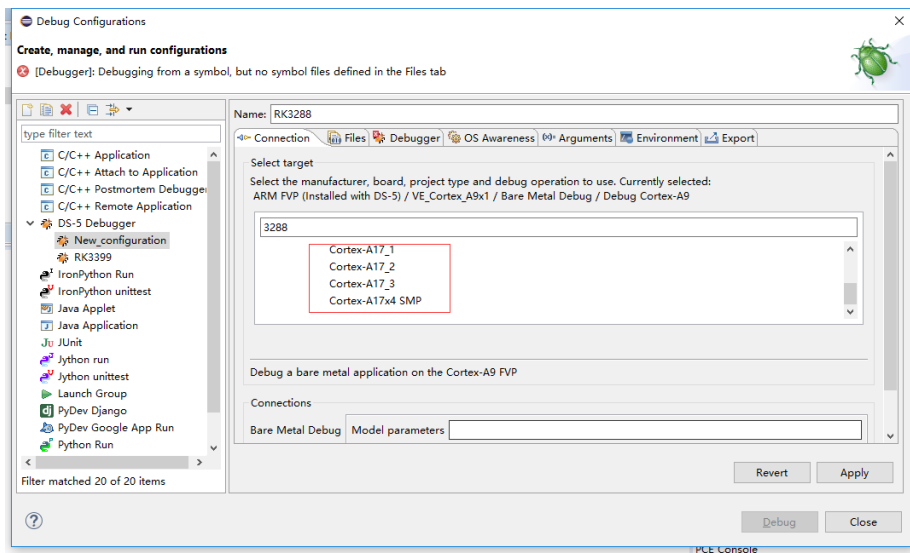 Debug Configurations
Create, manage, and run configurations
[Debugger]: Debugging from a symbol, but no symbol files defined in the Files tab
type filter text
C/C++ Application
C/C++ Attach to Application
C/C++ Postmortem Debugger
C/C++ Remote Application
DS-5 Debugger
New_configuration
RK3399
IronPython Run
IronPython unittest
Java Applet
Java Application
Ju JUnit
Jython run
Jython unittest
Launch Group
PyDev Django
PyDev Google App Run
Python Run
Filter matched 20 of 20 items
Name: RK3288
Connection Files Debugger OS Awareness Arguments Environment Export
Select target
Select the manufacturer, board, project type and debug operation to use. Currently selected:
ARM FVP (Installed with DS-5) / VE_Cortex_A9x1 / Bare Metal Debug / Debug Cortex-A9
3288
Cortex-A17_1
Cortex-A17_2
Cortex-A17_3
Cortex-A17x4 SMP
Debug a bare metal application on the Cortex-A9 FVP
Connections
Bare Metal Debug Model parameters
Revert Apply
Debug Close
PCE Console